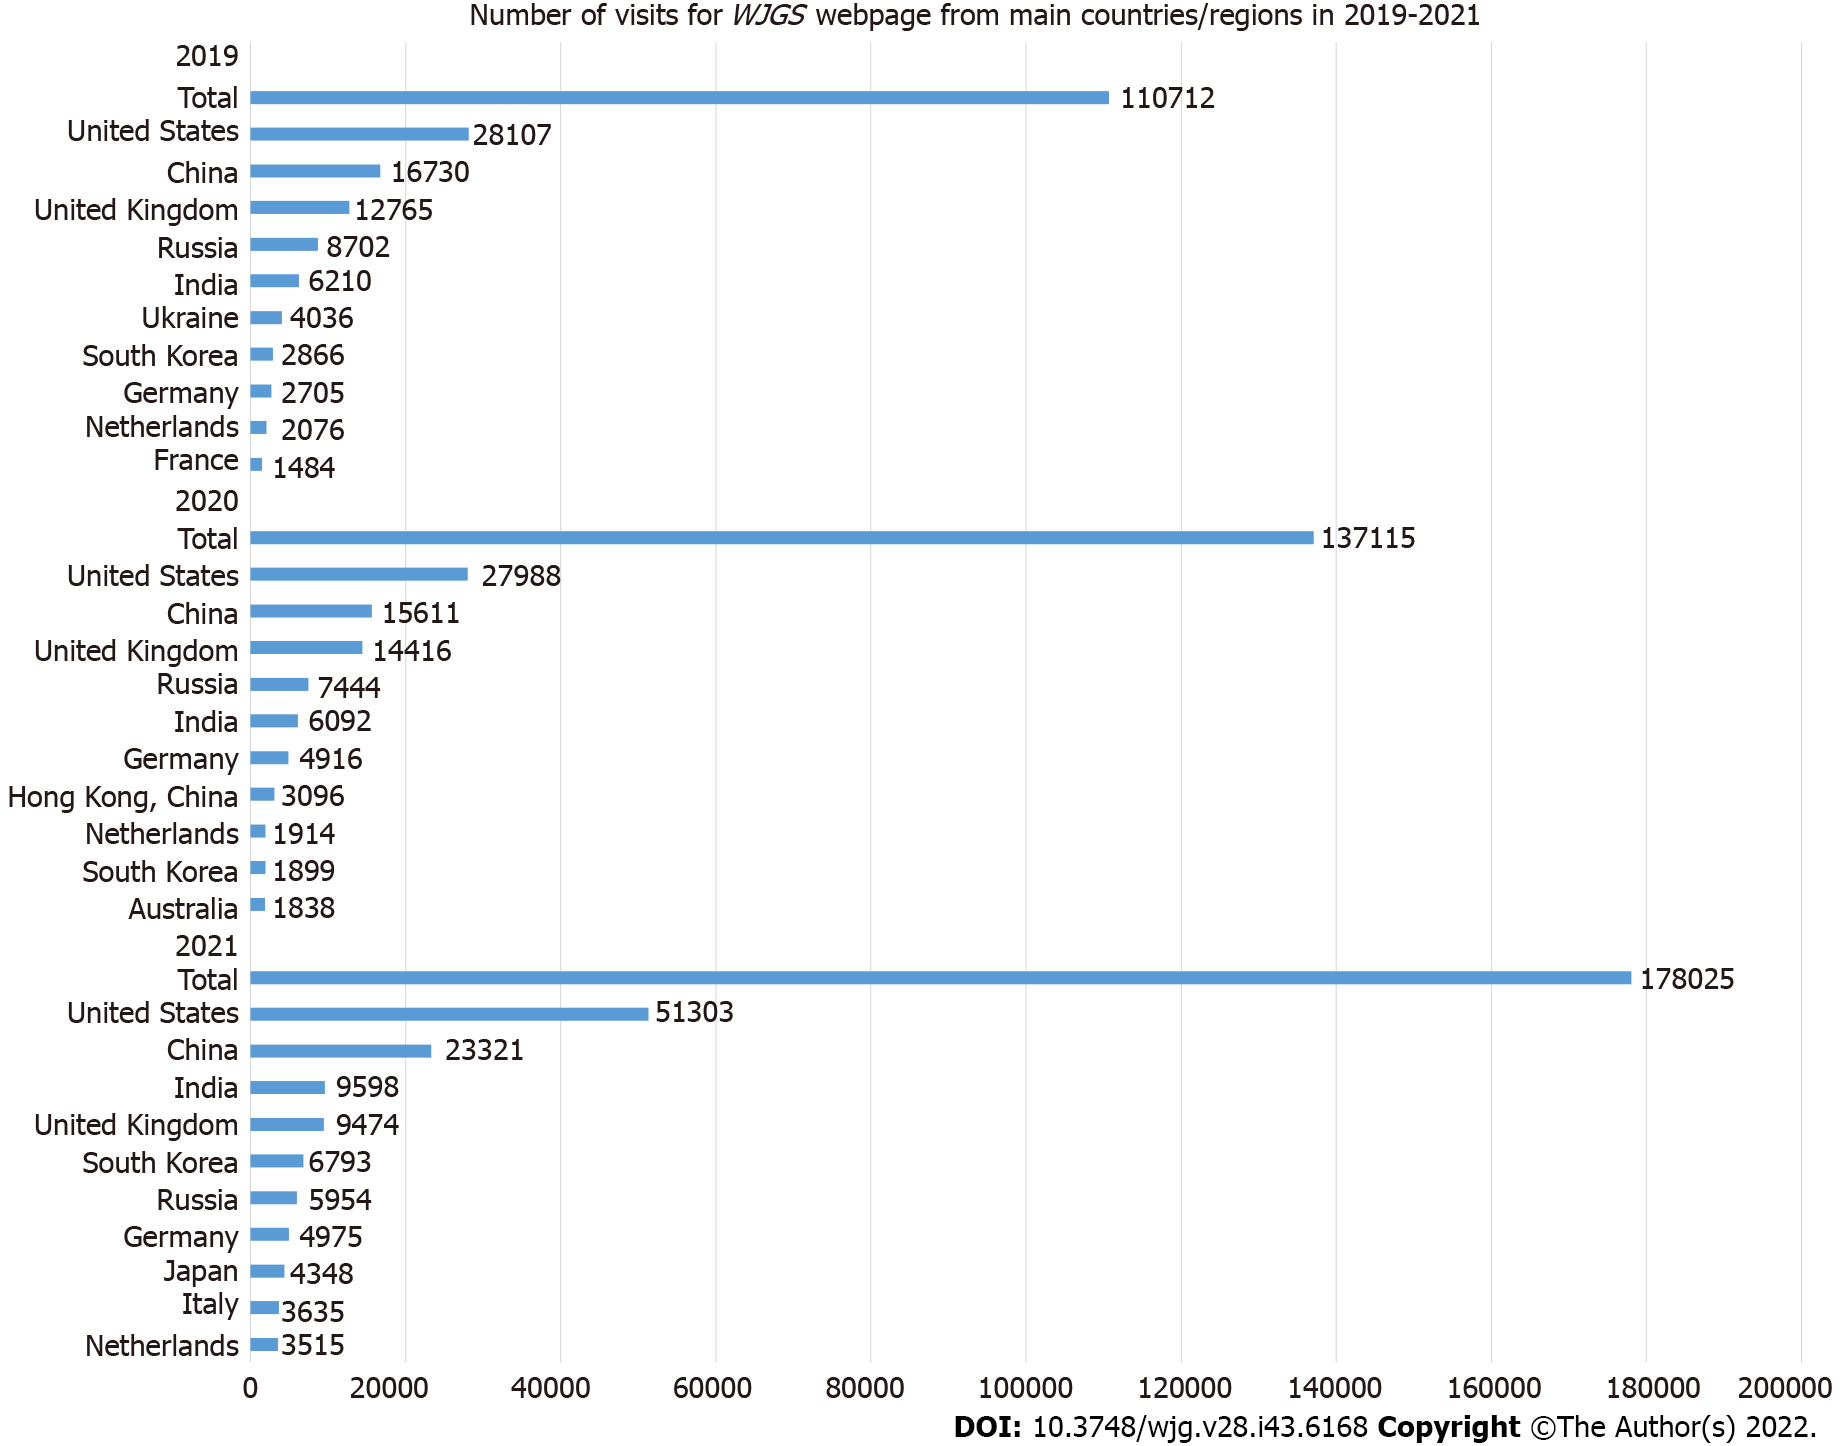 Number of visits for WJGS webpage from main countries/regions in 2019-2021
2019
Total 110712
United States 28107
China 16730
United Kingdom 12765
Russia 8702
India 6210
Ukraine 4036
South Korea 2866
Germany 2705
Netherlands 2076
France 1484
2020
Total 137115
United States 27988
China 15611
United Kingdom 14416
Russia 7444
India 6092
Germany 4916
Hong Kong, China 3096
Netherlands 1914
South Korea 1899
Australia 1838
2021
Total 178025
United States 51303
China 23321
India 9598
United Kingdom 9474
South Korea 6793
Russia 5954
Germany 4975
Japan 4348
Italy 3635
Netherlands 3515
0 20000 40000 60000 80000 100000 120000 140000 160000 180000 200000
DOI: 10.3748/wjg.v28.i43.6168 Copyright ©The Author(s) 2022.